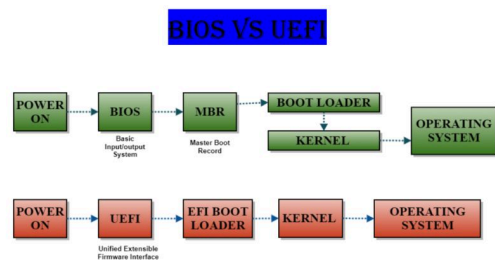 BIOS VS UEFI
POWER
ON
BIOS
MBR
BOOT LOADER
KERNEL
OPERATING
SYSTEM
Basic
Input/output
System
Master Boot
Record
POWER
ON
UEFI
EFI BOOT
LOADER
KERNEL
OPERATING
SYSTEM
Unified Extensible
Firmware Interface